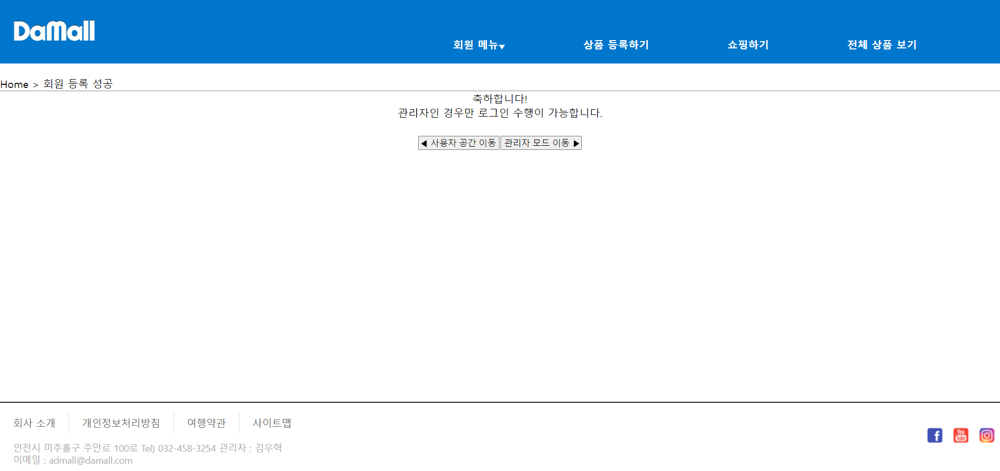 DaMall
회원 메뉴▼ 상품 등록하기 쇼핑하기 전체 상품 보기
Home > 회원 등록 성공
축하합니다!
관리자인 경우만 로그인 수행이 가능합니다.
◀ 사용자 공간 이동 관리자 모드 이동 ▶
회사 소개 개인정보처리방침 여행약관 사이트맵
인천시 미추홀구 주안로 100로 Tel) 032-458-3254 관리자 : 김우혁
이메일 : admall@damall.com
You Tube